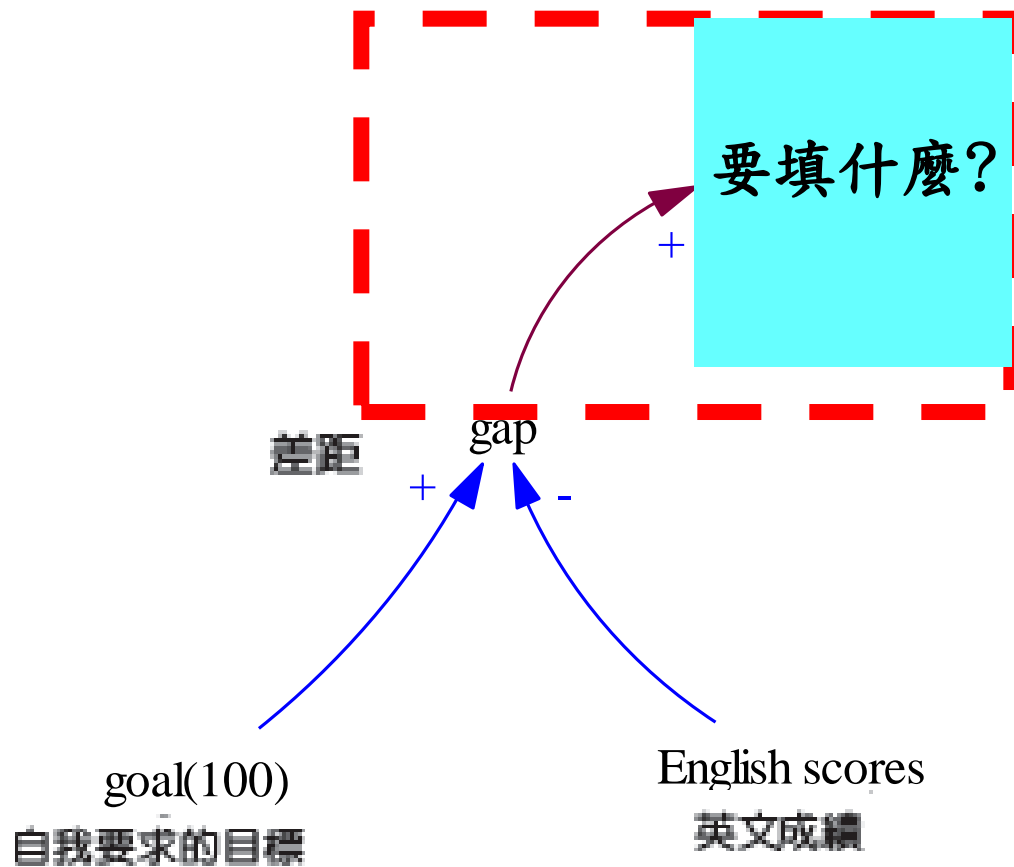 要填什麼?
+
gap
差距
+
-
goal(100)
自我要求的目標
English scores
英文成績